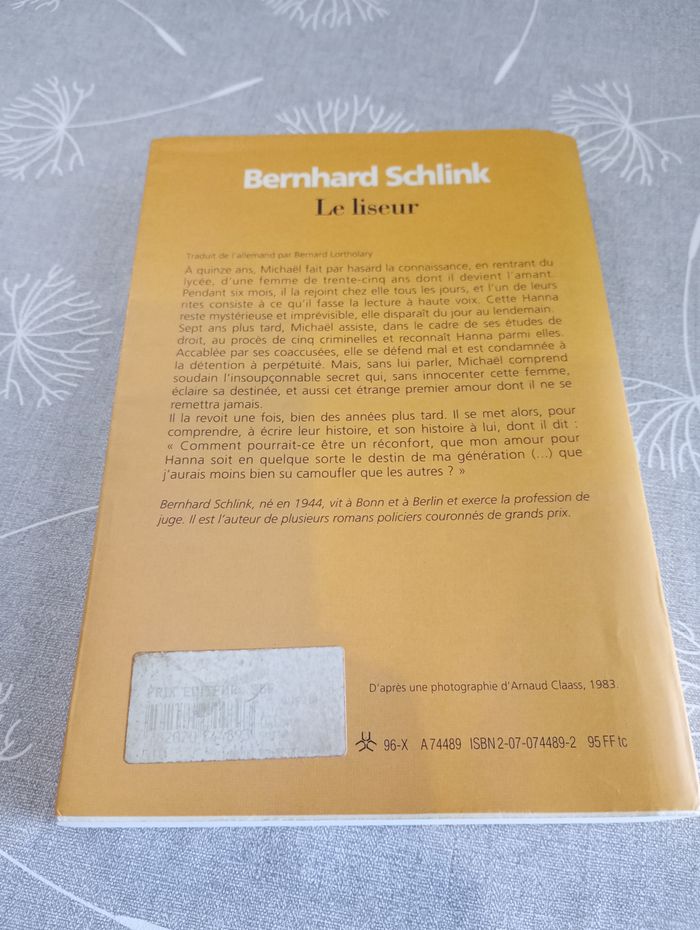 Bernhard Schlink
Le liseur
Traduit de l'allemand par Bernard Lortholary
À quinze ans, Michaël fait par hasard la connaissance, en rentrant du
lycée, d'une femme de trente-cinq ans dont il devient l'amant.
Pendant six mois, il la rejoint chez elle tous les jours, et l'un de leurs
rites consiste à ce qu'il fasse la lecture à haute voix. Cette Hanna
reste mystérieuse et imprévisible, elle disparaît du jour au lendemain.
Sept ans plus tard, Michaël assiste, dans le cadre de ses études de
droit, au procès de cinq criminelles et reconnaît Hanna parmi elles.
Accablée par ses coaccusées, elle se défend mal et est condamnée à
la détention à perpétuité. Mais, sans lui parler, Michaël comprend
soudain l'insoupçonnable secret qui, sans innocenter cette femme,
éclaire sa destinée, et aussi cet étrange premier amour dont il ne se
remettra jamais.
Il la revoit une fois, bien des années plus tard. Il se met alors, pour
comprendre, à écrire leur histoire, et son histoire à lui, dont il dit :
« Comment pourrait-ce être un réconfort, que mon amour pour
Hanna soit en quelque sorte le destin de ma génération (...) que
j'aurais moins bien su camoufler que les autres ? »
Bernhard Schlink, né en 1944, vit à Bonn et à Berlin et exerce la profession de
juge. Il est l'auteur de plusieurs romans policiers couronnés de grands prix.
PRIX EDITEUR
D'après une photographie d'Arnaud Claass, 1983.
96-X A 74489 ISBN 2-07-074489-2 95 FF tc